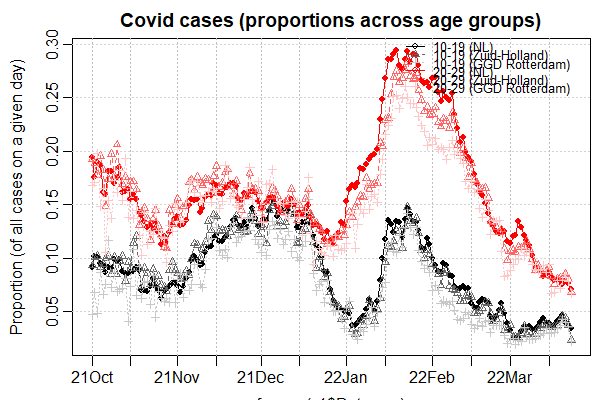 Covid cases (proportions across age groups)
Proportion (of all cases on a given day)
0.30
0.25
0.20
0.15
0.10
0.05
10-19 (NL)
10-19 (Zuid-Holland)
10-19 (GGD Rotterdam)
20-29 (NL)
20-29 (Zuid-Holland)
20-29 (GGD Rotterdam)
21Oct 21Nov 21Dec 22Jan 22Feb 22Mar